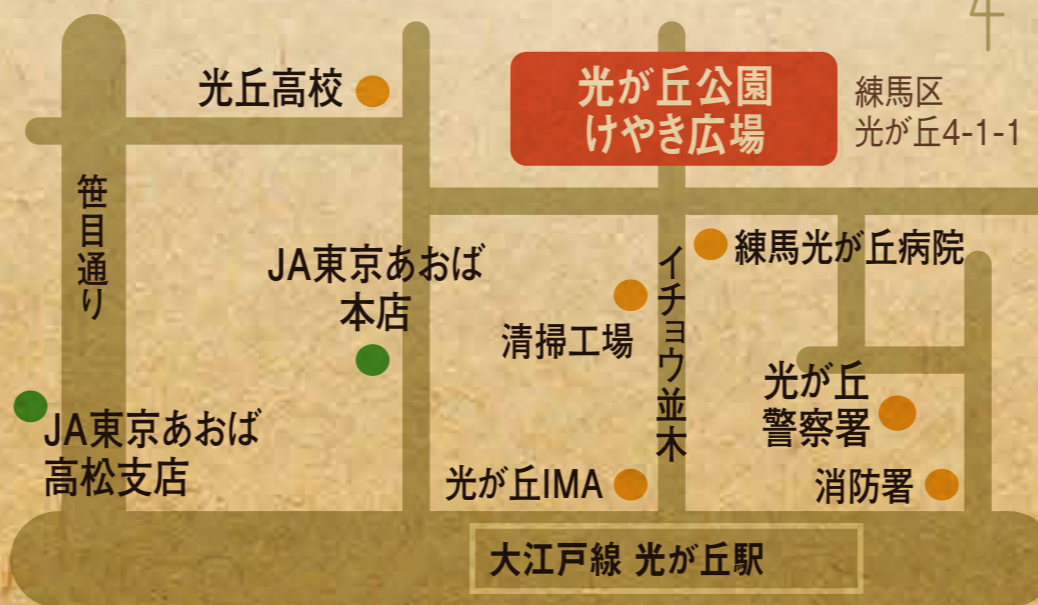 光丘高校
光が丘公園
けやき広場
練馬区
光が丘4-1-1
笹目通り
JA東京あおば
本店
イチョウ並木
練馬光が丘病院
清掃工場
光が丘
警察署
JA東京あおば
高松支店
光が丘IMA
消防署
大江戸線 光が丘駅